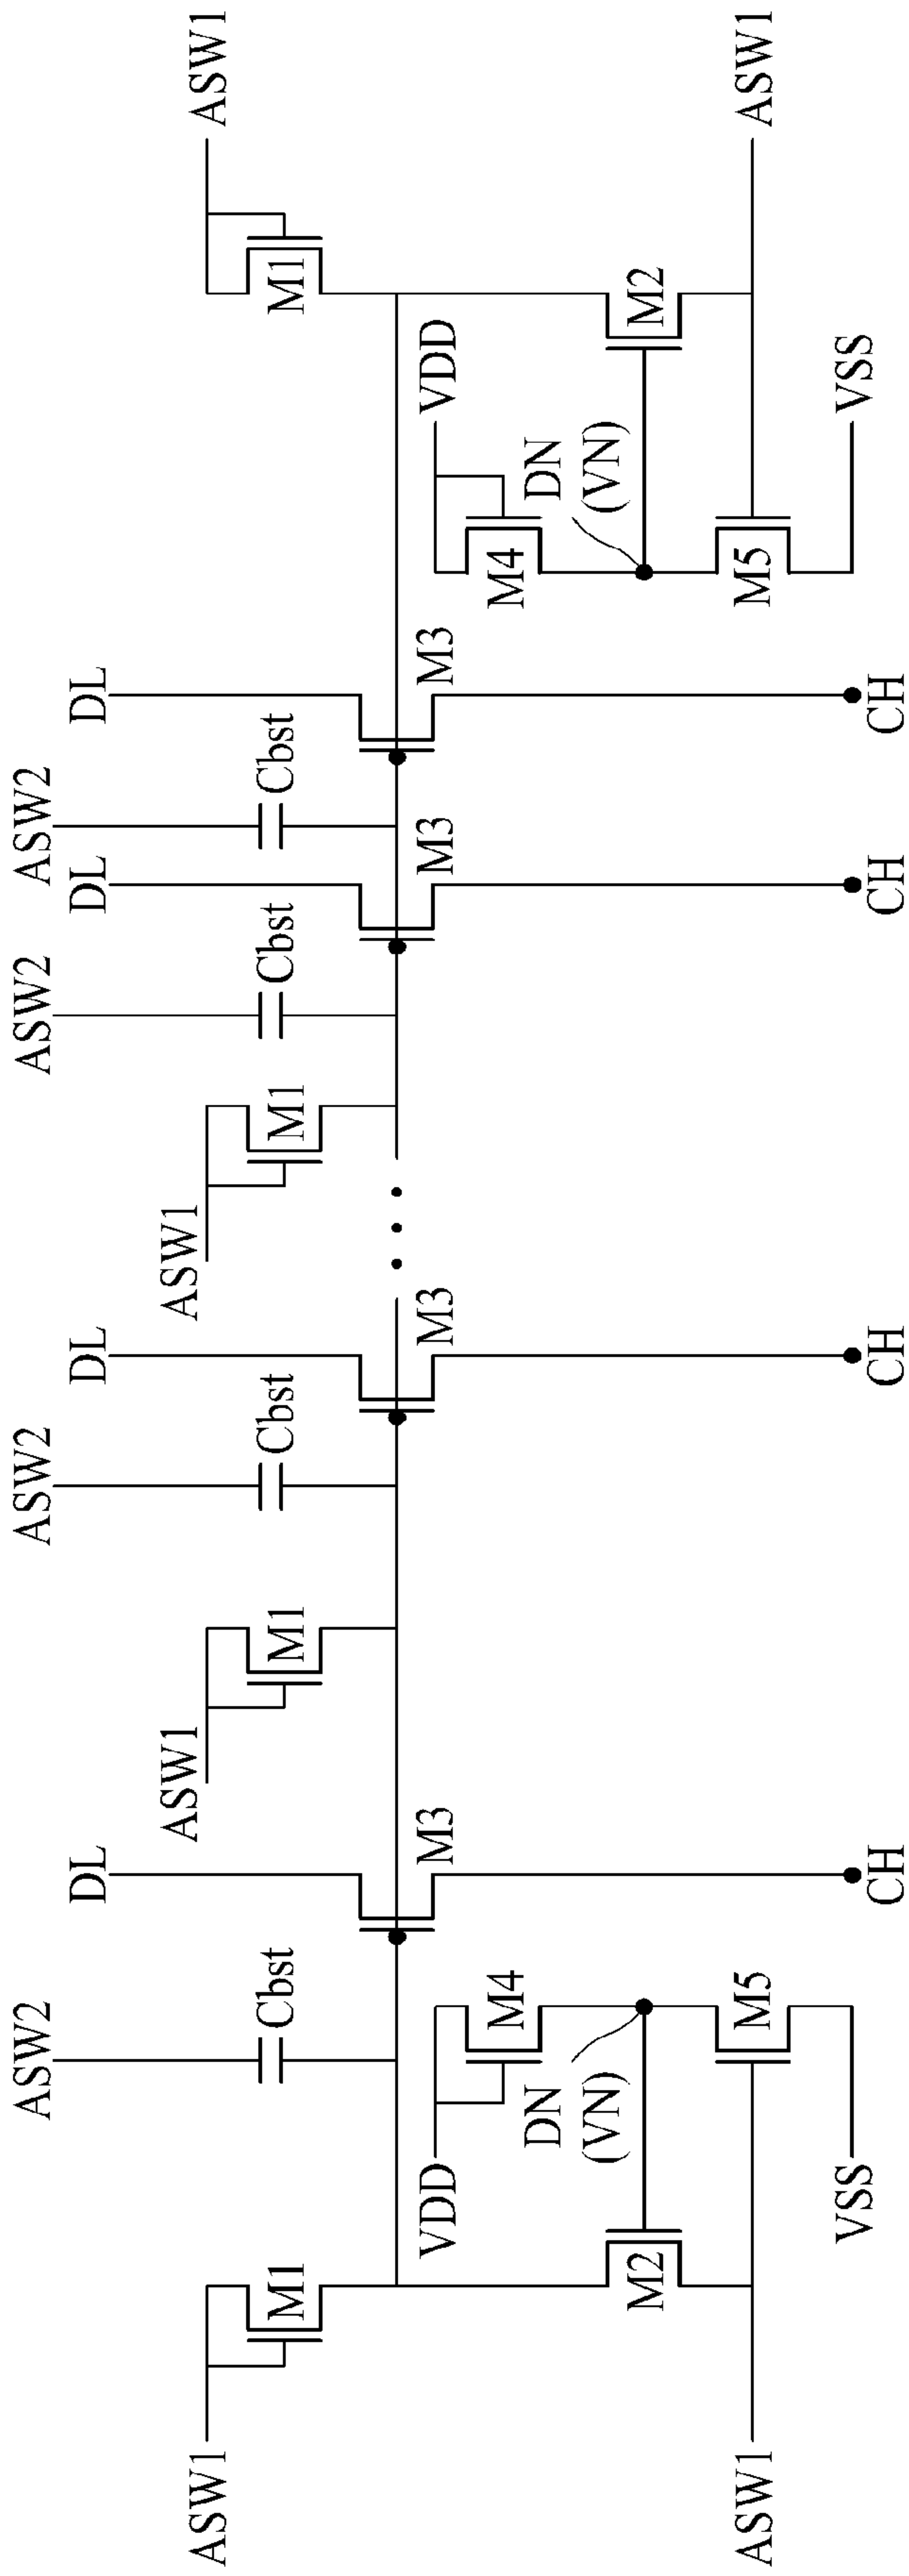 ASW2
ASW2
ASW2
ASW2
DL
DL
DL
DL
ASW1
ASW1
ASW1
ASW1
M1
Cbst
M1
Cbst
M1
Cbst
Cbst
M1
VDD
M3
M3
M3
M3
VDD
M4
M4
DN
(VN)
DN
(VN)
M2
M2
ASW1
M5
M5
ASW1
VSS
VSS
CH
CH
CH
CH